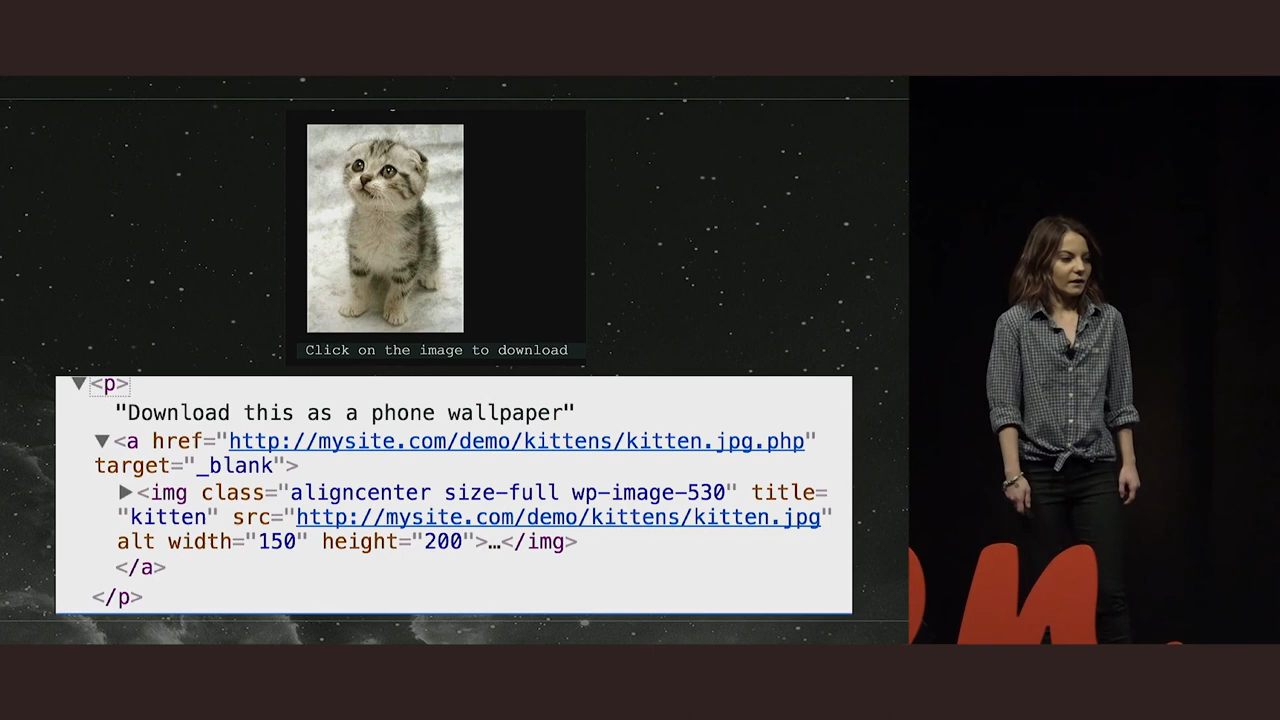 Click on the image to download
<p>
"Download this as a phone wallpaper"
<a href="http://mysite.com/demo/kittens/kitten.jpg.php"
target="_blank">
<img class="aligncenter size-full wp-image-530" title=
"kitten" src="http://mysite.com/demo/kittens/kitten.jpg"
alt width="150" height="200">…</img>
</a>
</p>